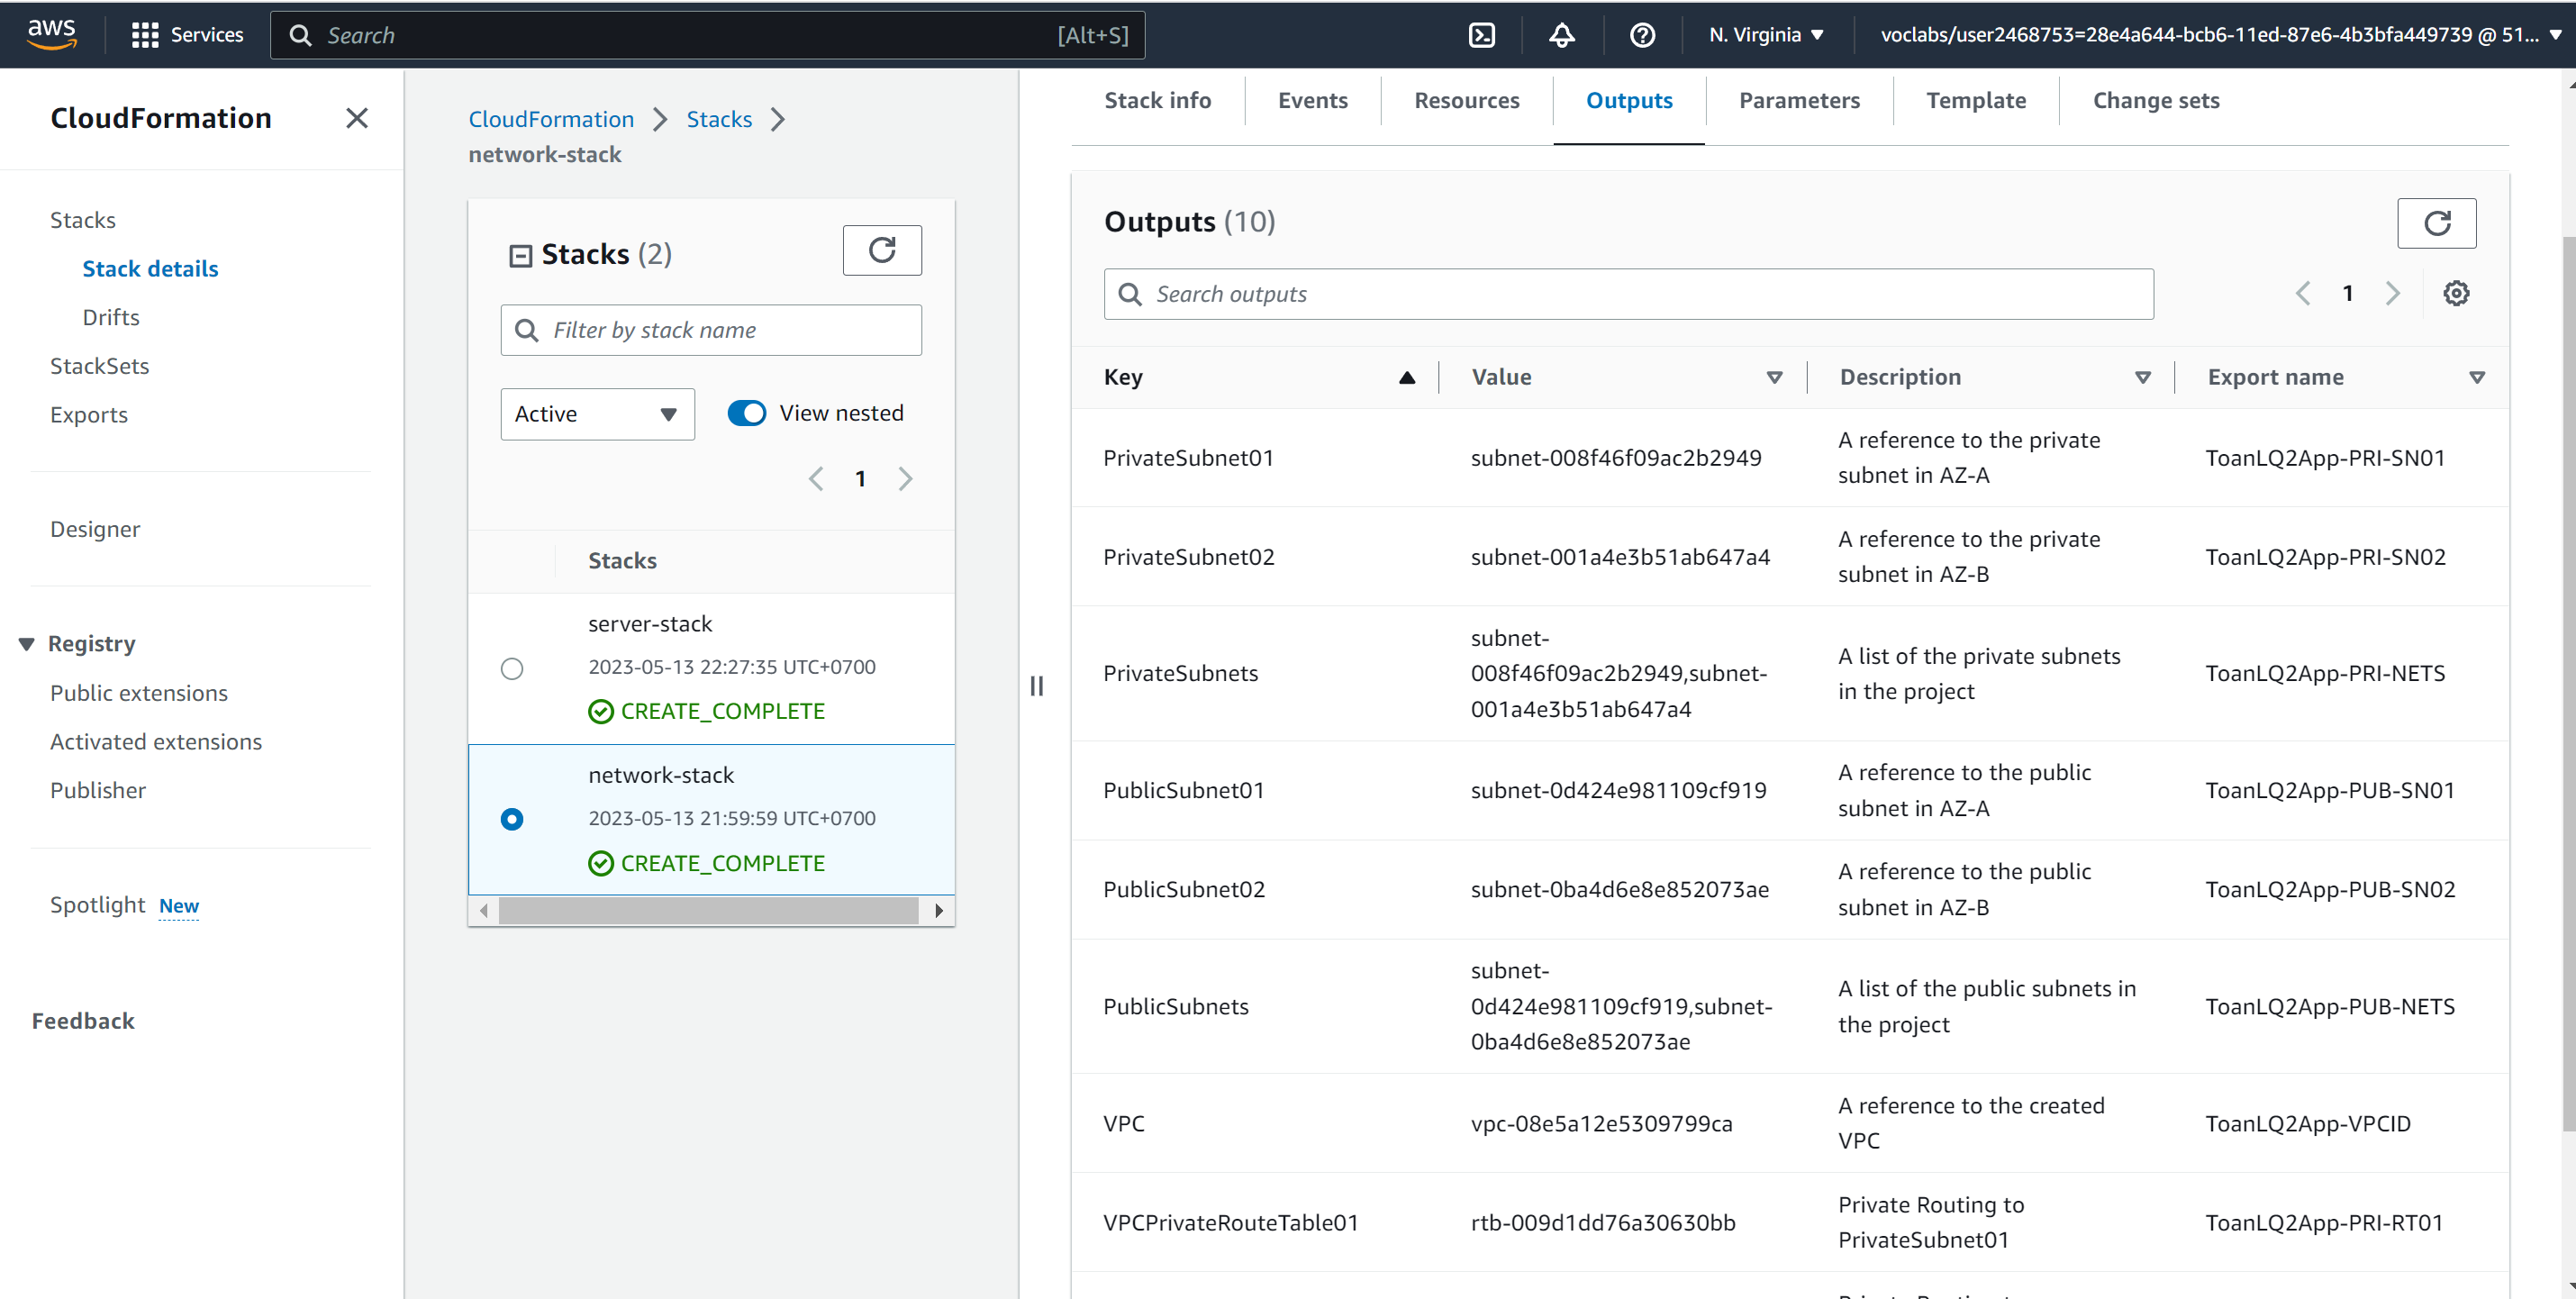 aws
Services
Search
[Alt+S]
N. Virginia
voclabs/user2468753=28e4a644-bcb6-11ed-87e6-4b3bfa449739 @ 51...
CloudFormation
Stacks
Stack details
Drifts
StackSets
Exports
Designer
Registry
Public extensions
Activated extensions
Publisher
Spotlight New
Feedback
CloudFormation
Stacks
network-stack
Stacks (2)
Filter by stack name
Active
View nested
1
Stacks
server-stack
2023-05-13 22:27:35 UTC+0700
CREATE_COMPLETE
network-stack
2023-05-13 21:59:59 UTC+0700
CREATE_COMPLETE
Stack info
Events
Resources
Outputs
Parameters
Template
Change sets
Outputs (10)
Search outputs
1
Key
Value
Description
Export name
PrivateSubnet01
subnet-008f46f09ac2b2949
A reference to the private
subnet in AZ-A
ToanLQ2App-PRI-SN01
PrivateSubnet02
subnet-001a4e3b51ab647a4
A reference to the private
subnet in AZ-B
ToanLQ2App-PRI-SN02
PrivateSubnets
subnet-
008f46f09ac2b2949,subnet-
001a4e3b51ab647a4
A list of the private subnets
in the project
ToanLQ2App-PRI-NETS
PublicSubnet01
subnet-0d424e981109cf919
A reference to the public
subnet in AZ-A
ToanLQ2App-PUB-SN01
PublicSubnet02
subnet-0ba4d6e8e852073ae
A reference to the public
subnet in AZ-B
ToanLQ2App-PUB-SN02
PublicSubnets
subnet-
0d424e981109cf919,subnet-
0ba4d6e8e852073ae
A list of the public subnets in
the project
ToanLQ2App-PUB-NETS
VPC
vpc-08e5a12e5309799ca
A reference to the created
VPC
ToanLQ2App-VPCID
VPCPrivateRouteTable01
rtb-009d1dd76a30630bb
Private Routing to
PrivateSubnet01
ToanLQ2App-PRI-RT01